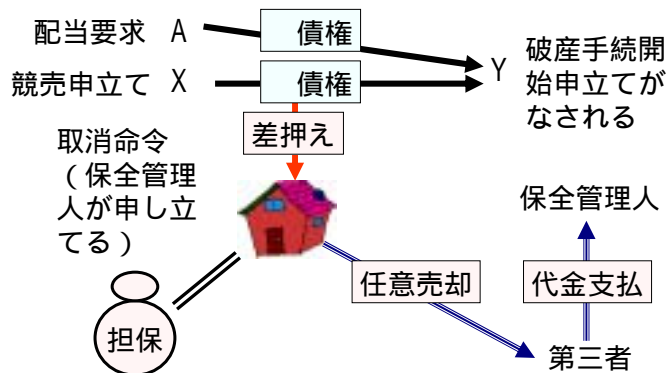 配当要求 A
債権
競売申立て X
債権
Y
破産手続開
始申立てが
なされる
差押え
取消命令
(保全管理
人が申し立
てる)
保全管理人
任意売却
代金支払
担保
第三者